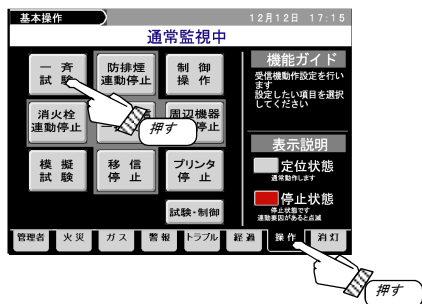 基本操作
12月12日 17:15
通常監視中
一 斉
試 験
防排煙
連動停止
制 御
操 作
機能ガイド
受信機動作設定を行い
ます
設定したい項目を選択
してください
消火栓
連動停止
周辺機器
停止
押す
表示説明
定位状態
通常動作します
停止状態
停止状態です
連動要因があると点滅
模 擬
試 験
移 信
停 止
プリンタ
停 止
試験・制御
管理者 火 災 ガ ス 警 報 トラブル 経 過 操 作 消 灯
押す